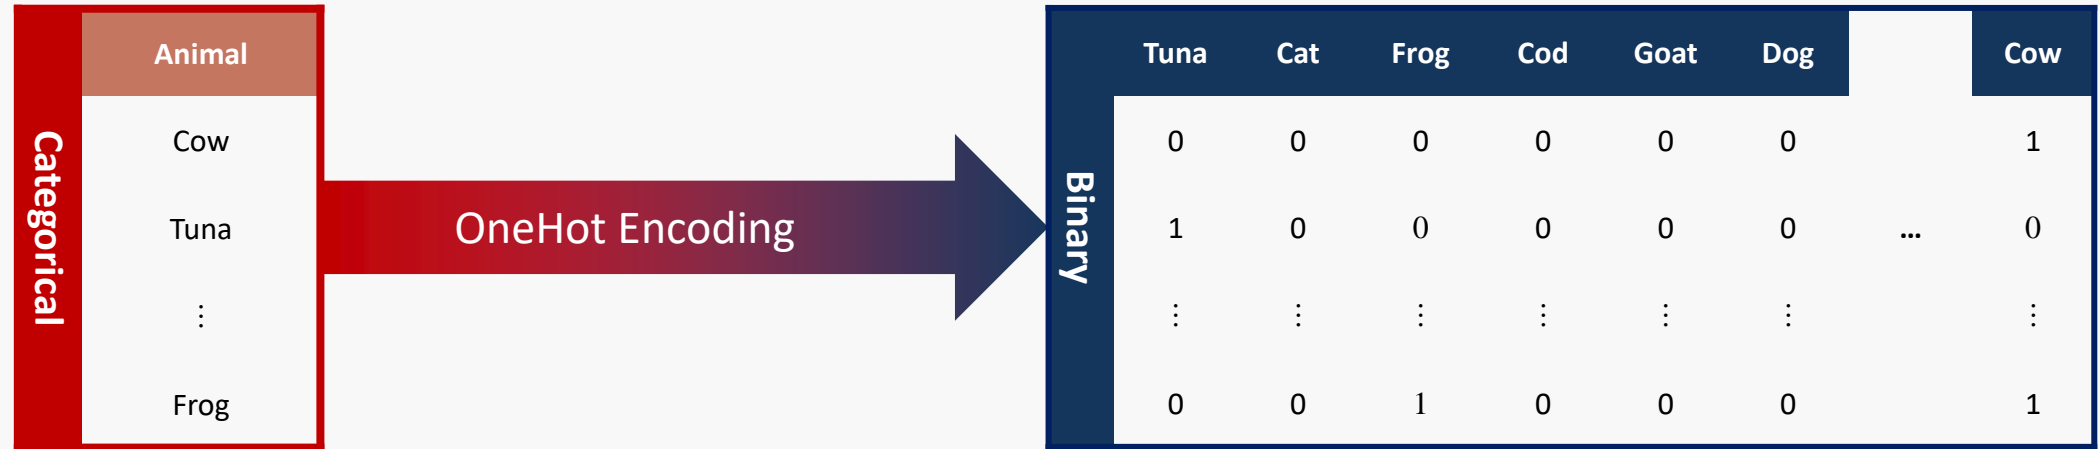 Categorical
Animal
Cow
Tuna
⋮
Frog
OneHot Encoding
Binary
Tuna Cat Frog Cod Goat Dog Cow
0 0 0 0 0 0 1
1 0 0 0 0 0 ... 0
⋮ ⋮ ⋮ ⋮ ⋮ ⋮ ⋮
0 0 1 0 0 0 1